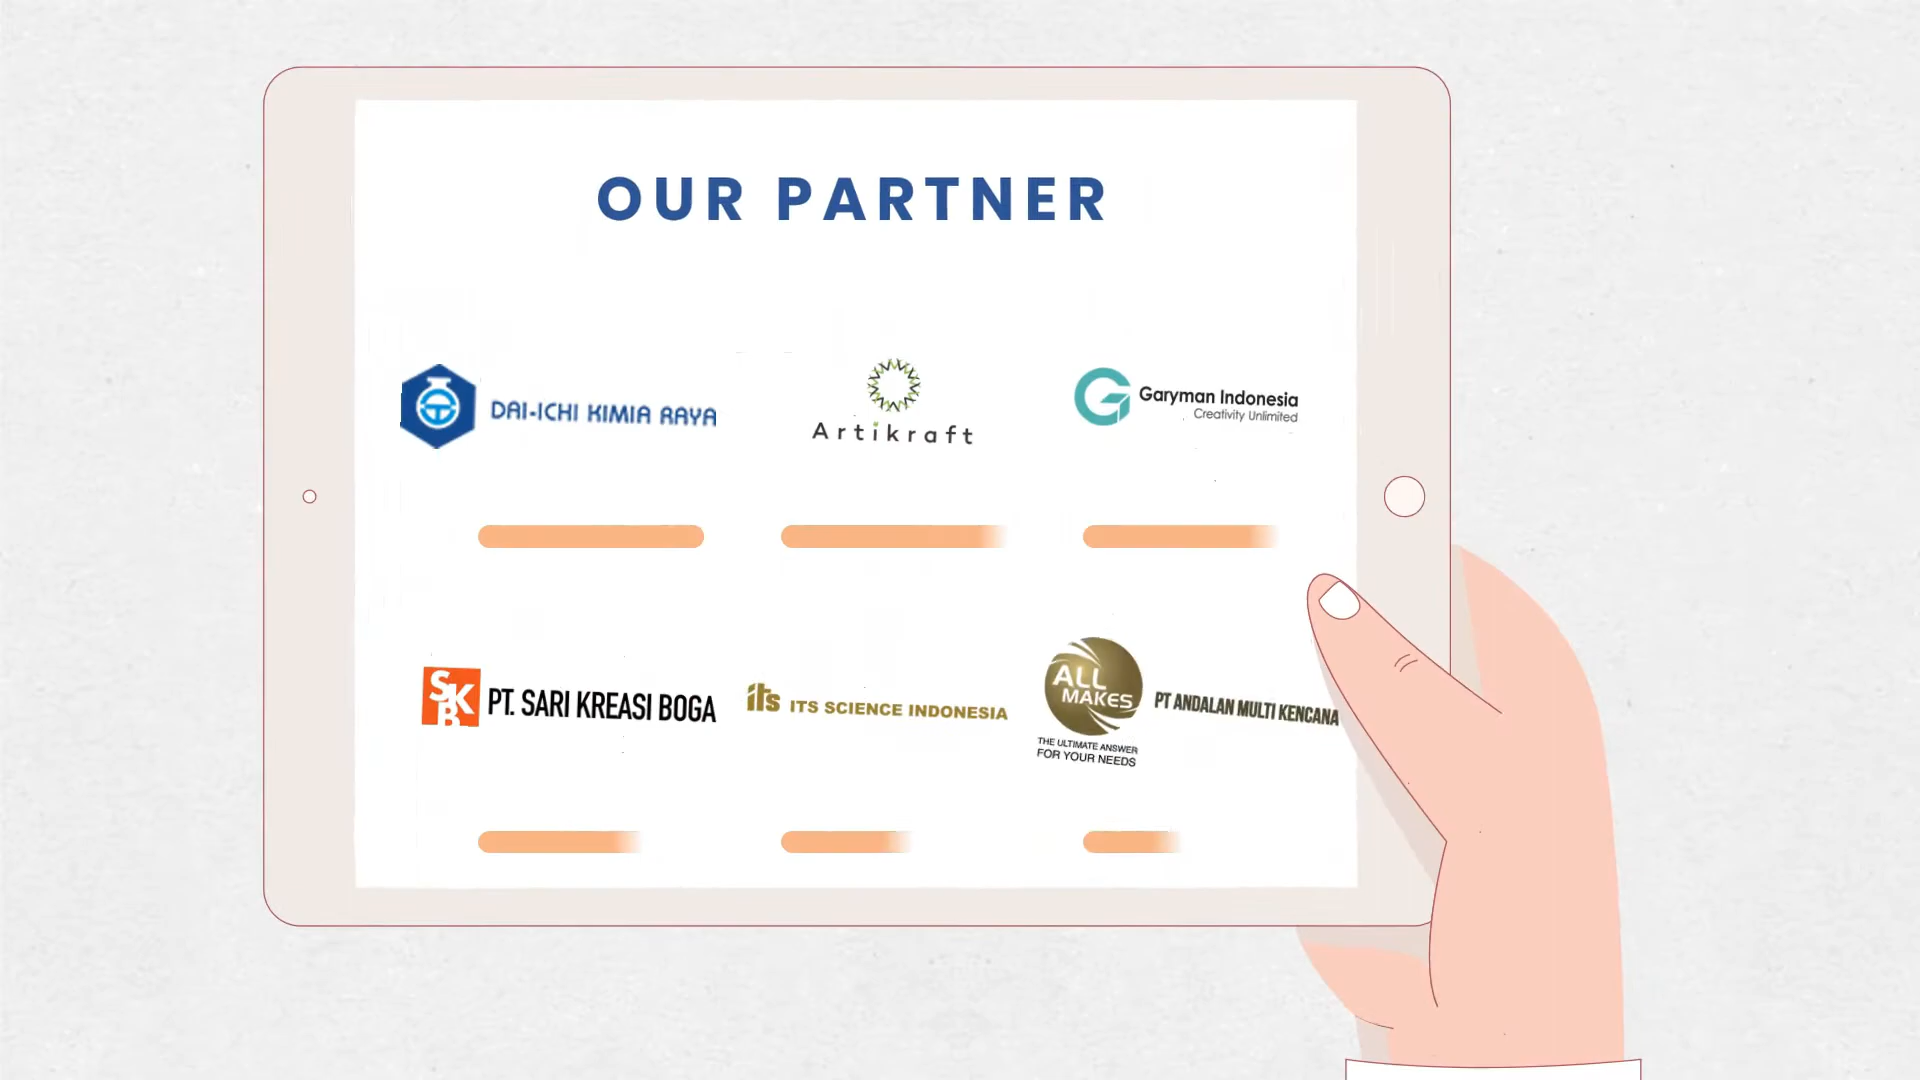 OUR PARTNER
DAI-ICHI KIMIA RAYA
Artikraft
Garyman Indonesia
Creativity Unlimited
SKB
PT. SARI KREASI BOGA
its
ITS SCIENCE INDONESIA
ALL
MAKES
THE ULTIMATE ANSWER
FOR YOUR NEEDS
PT ANDALAN MULTI KENCANA